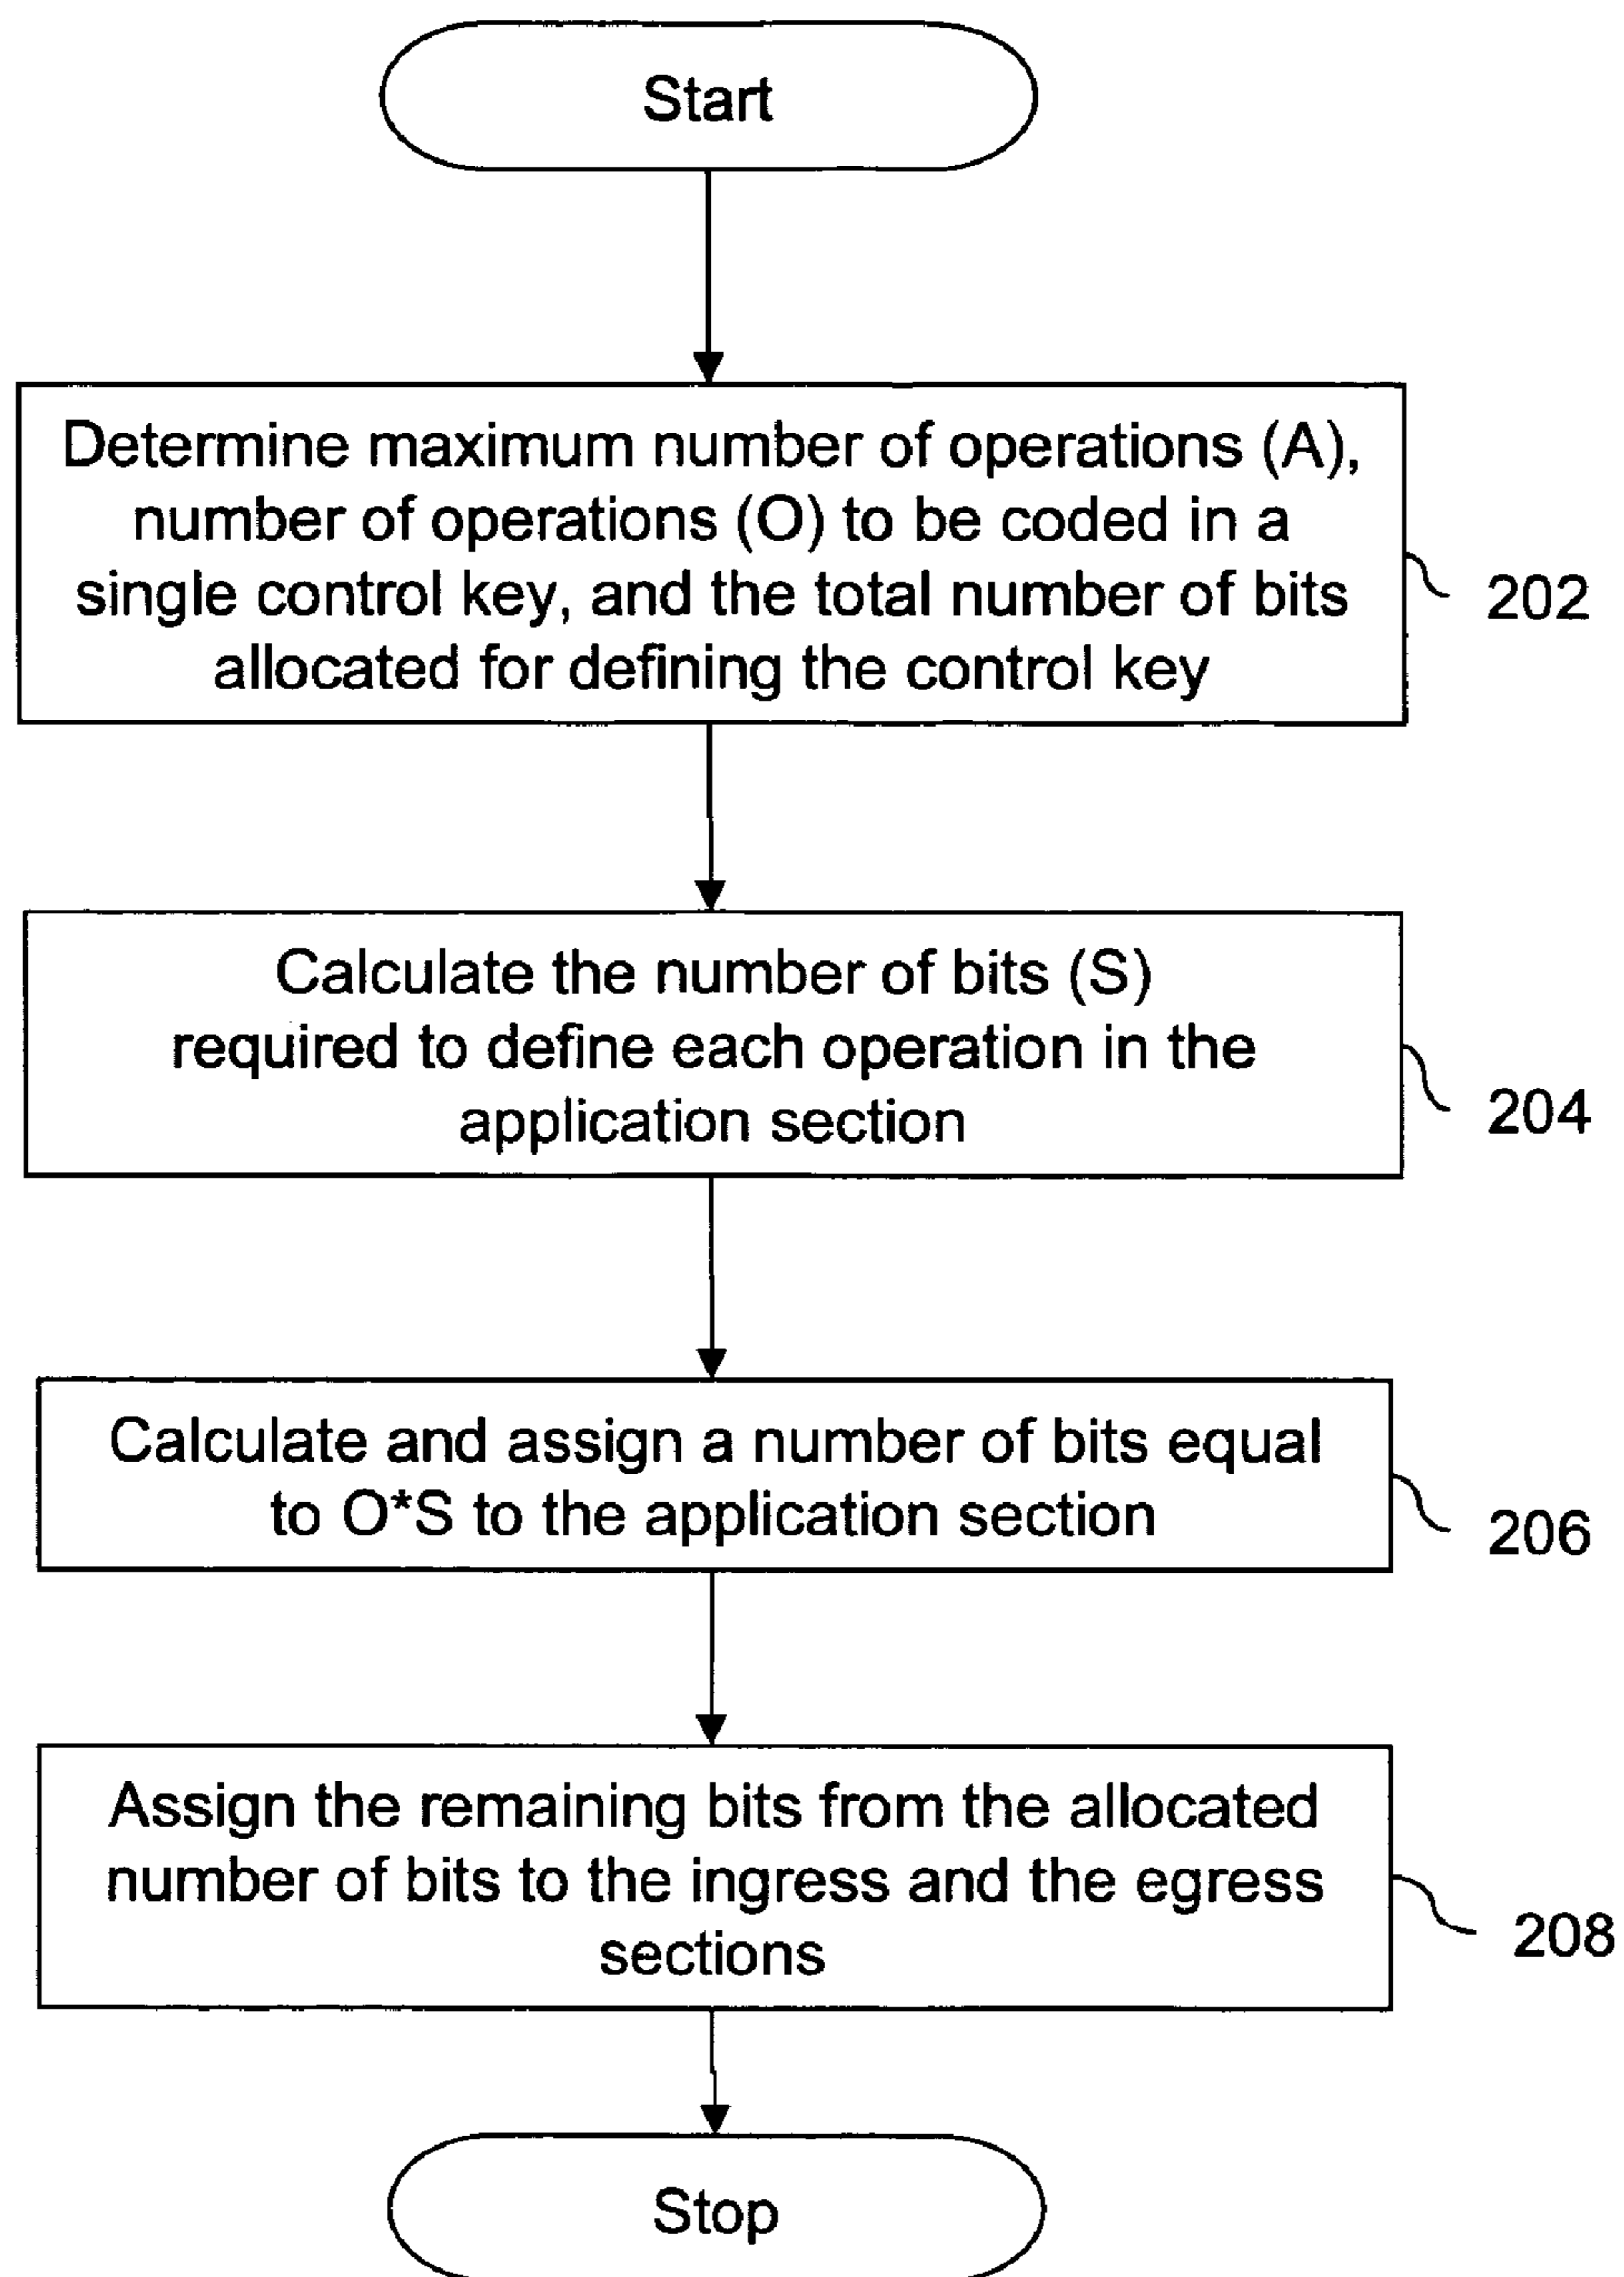 Start
Determine maximum number of operations (A),
number of operations (O) to be coded in a
single control key, and the total number of bits
allocated for defining the control key
202
Calculate the number of bits (S)
required to define each operation in the
application section
204
Calculate and assign a number of bits equal
to O*S to the application section
206
Assign the remaining bits from the allocated
number of bits to the ingress and the egress
sections
208
Stop